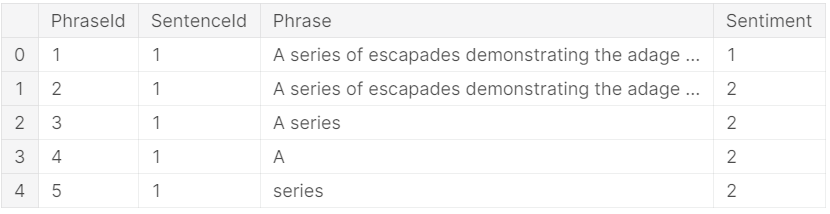 PhraseId SentenceId Phrase Sentiment
0 1 1 A series of escapades demonstrating the adage ... 1
1 2 1 A series of escapades demonstrating the adage ... 2
2 3 1 A series 2
3 4 1 A 2
4 5 1 series 2